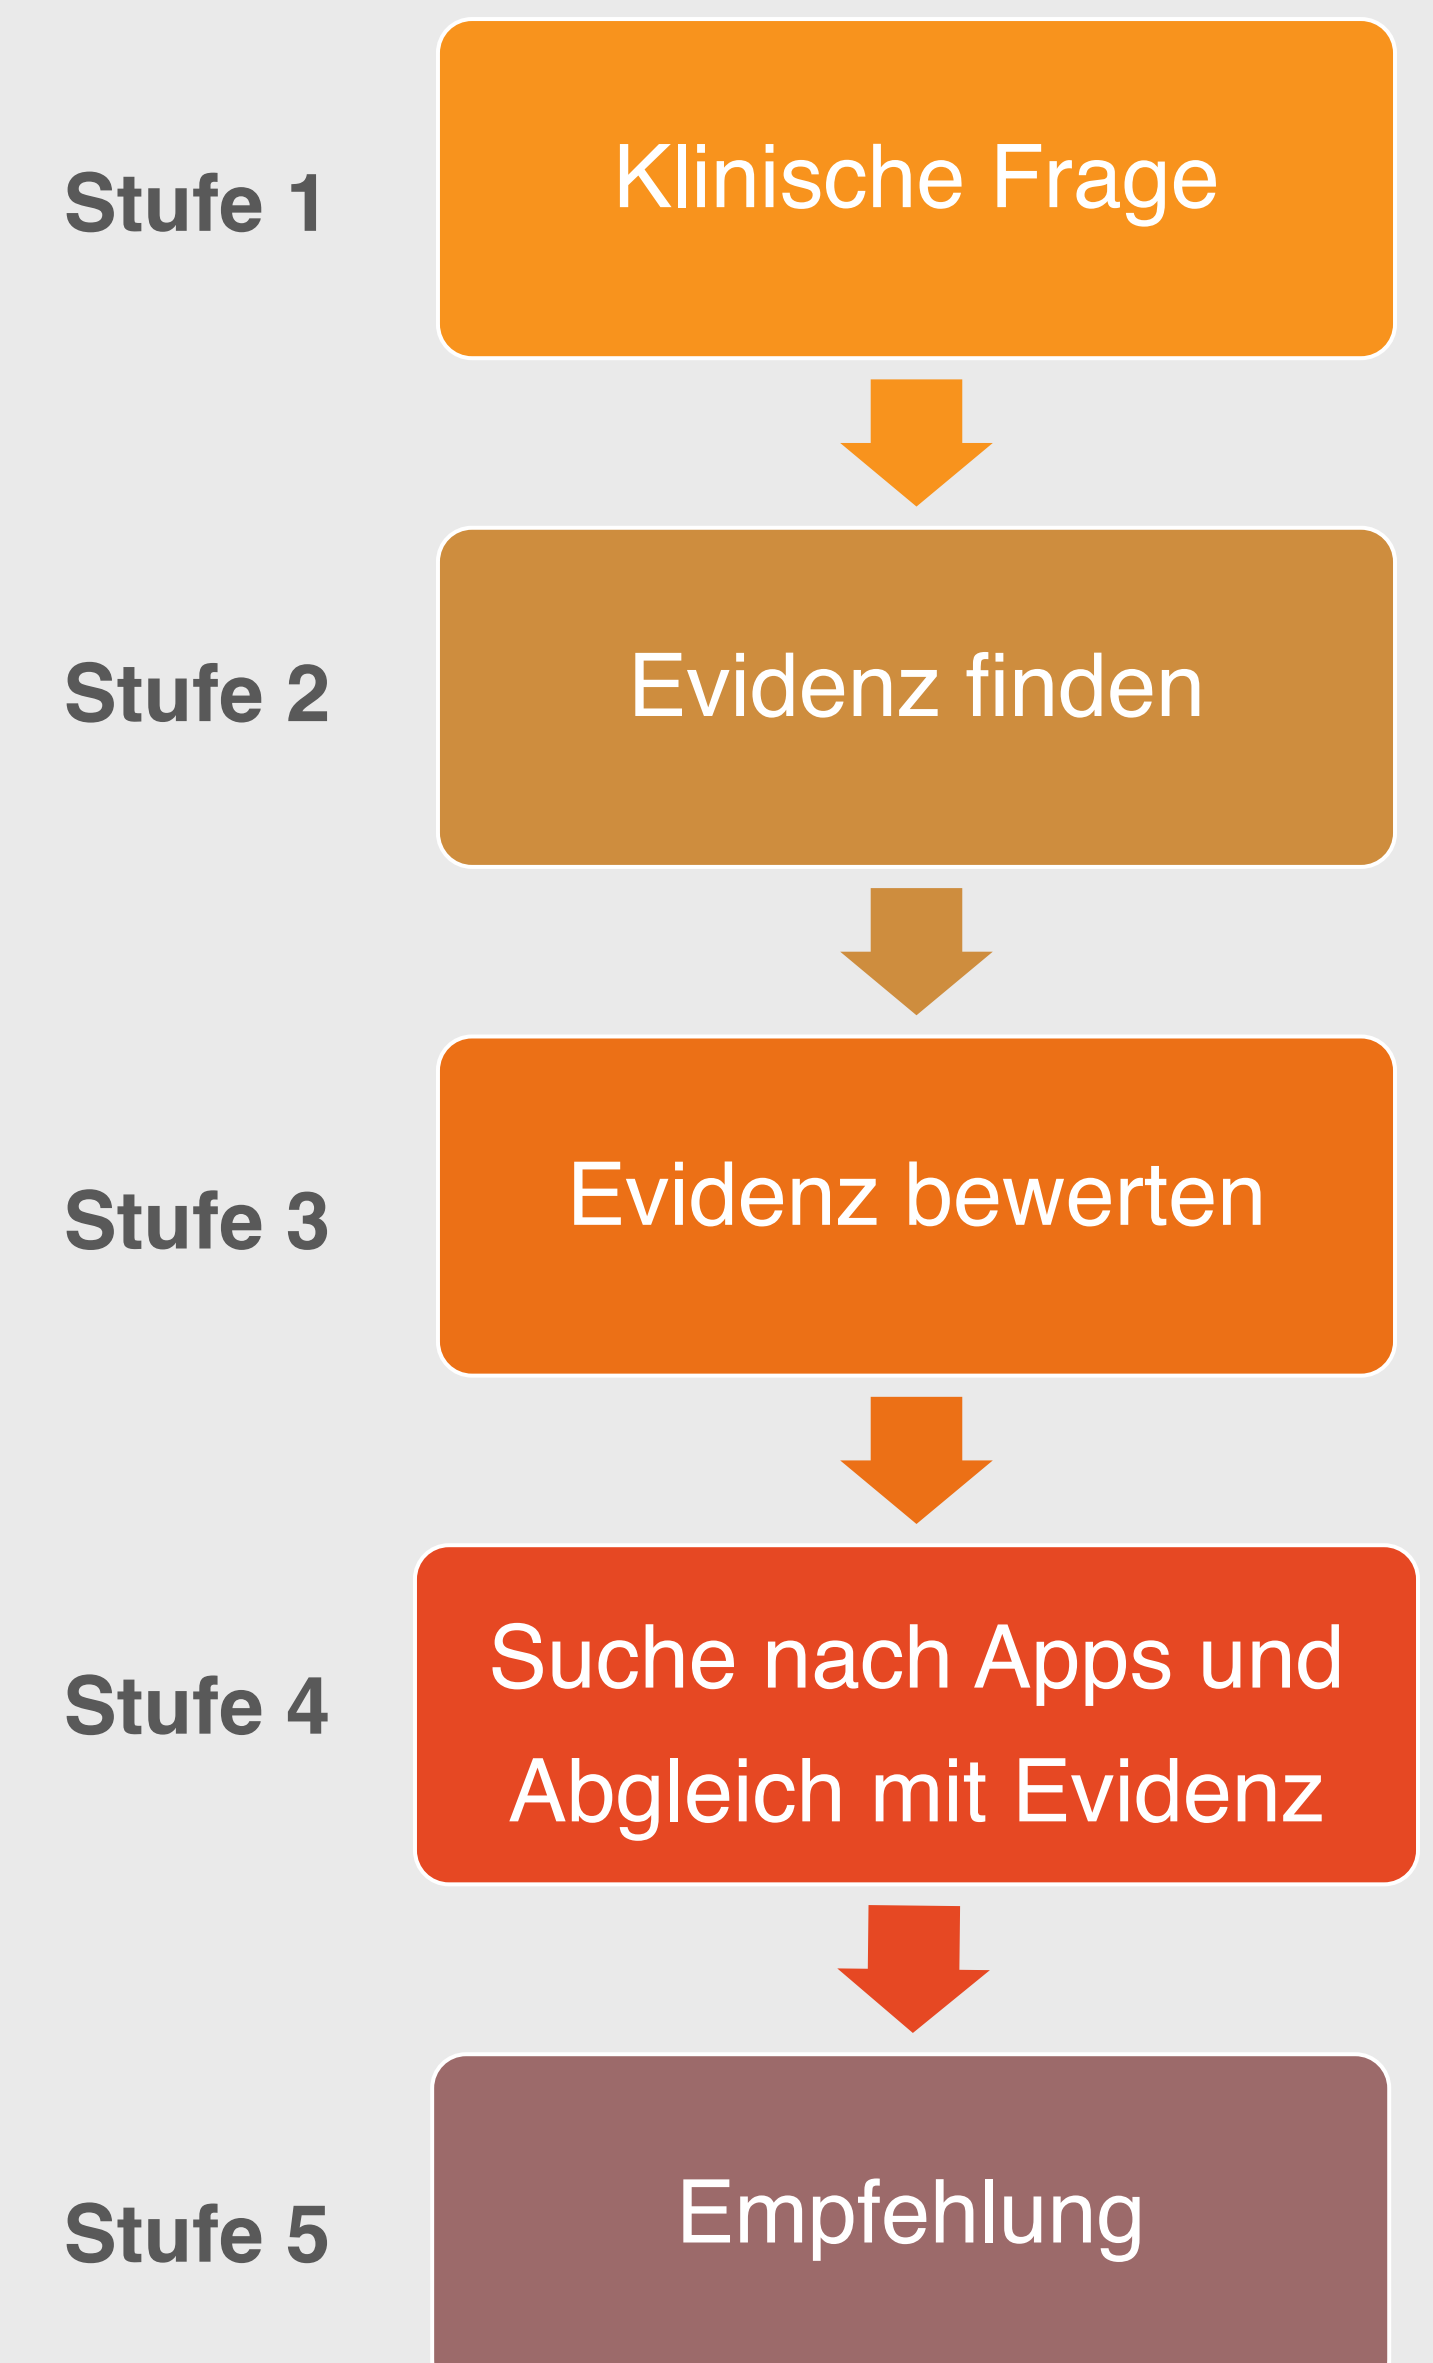 Stufe 1
Klinische Frage
Stufe 2
Evidenz finden
Stufe 3
Evidenz bewerten
Stufe 4
Suche nach Apps und
Abgleich mit Evidenz
Stufe 5
Empfehlung